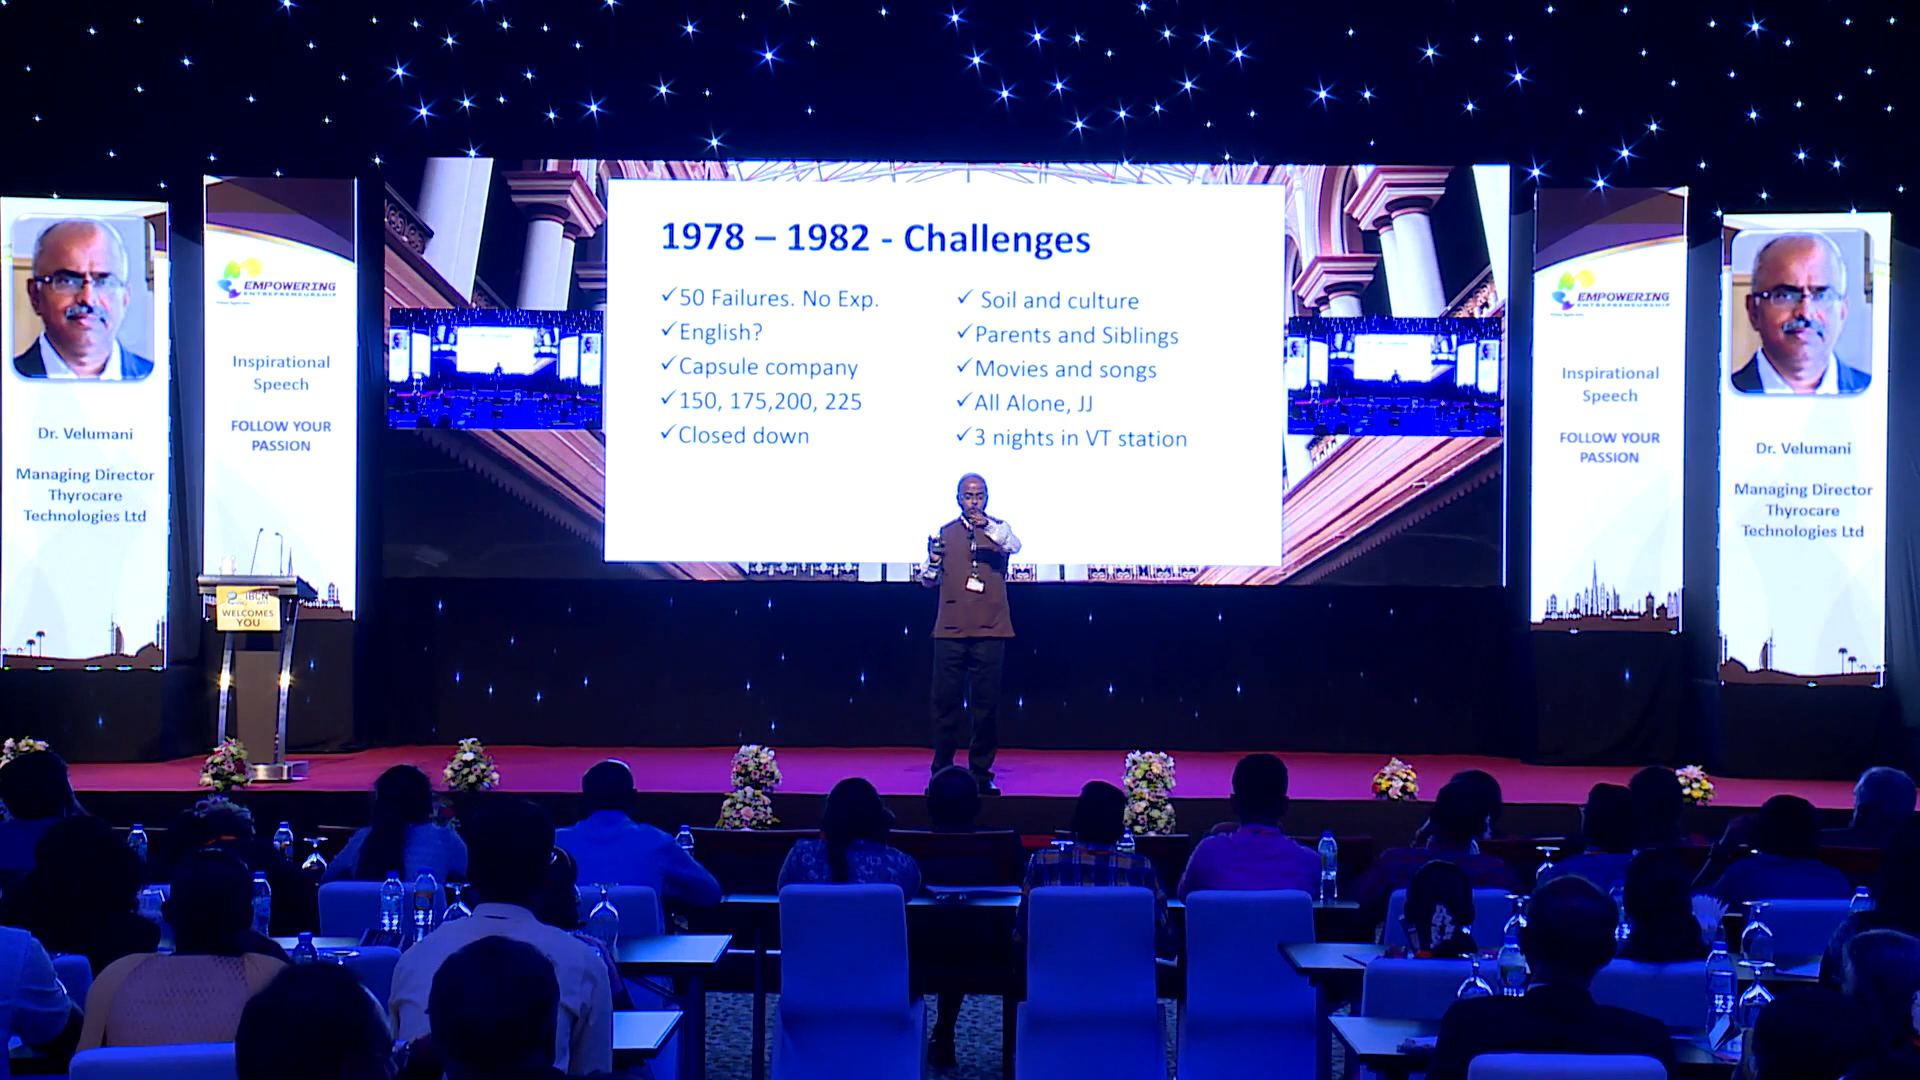 1978 – 1982 - Challenges
✓50 Failures. No Exp.
✓English?
✓Capsule company
✓150, 175,200, 225
✓Closed down
✓ Soil and culture
✓Parents and Siblings
✓Movies and songs
✓All Alone, JJ
✓3 nights in VT station
Dr. Velumani
Managing Director
Thyrocare
Technologies Ltd
EMPOWERING
ENTREPRENEURSHIP
Inspirational
Speech
FOLLOW YOUR
PASSION
IBCN
WELCOMES
YOU
EMPOWERING
ENTREPRENEURSHIP
Inspirational
Speech
FOLLOW YOUR
PASSION
Dr. Velumani
Managing Director
Thyrocare
Technologies Ltd